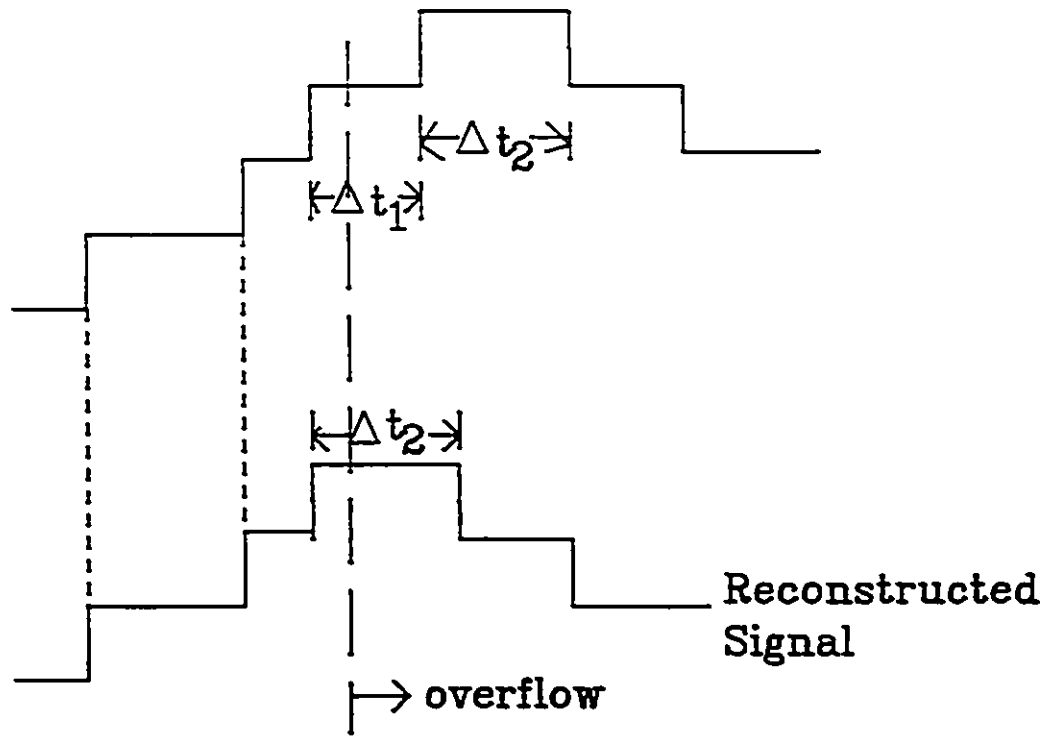 Δt₂
Δt₁
Δt₂
Reconstructed
Signal
overflow